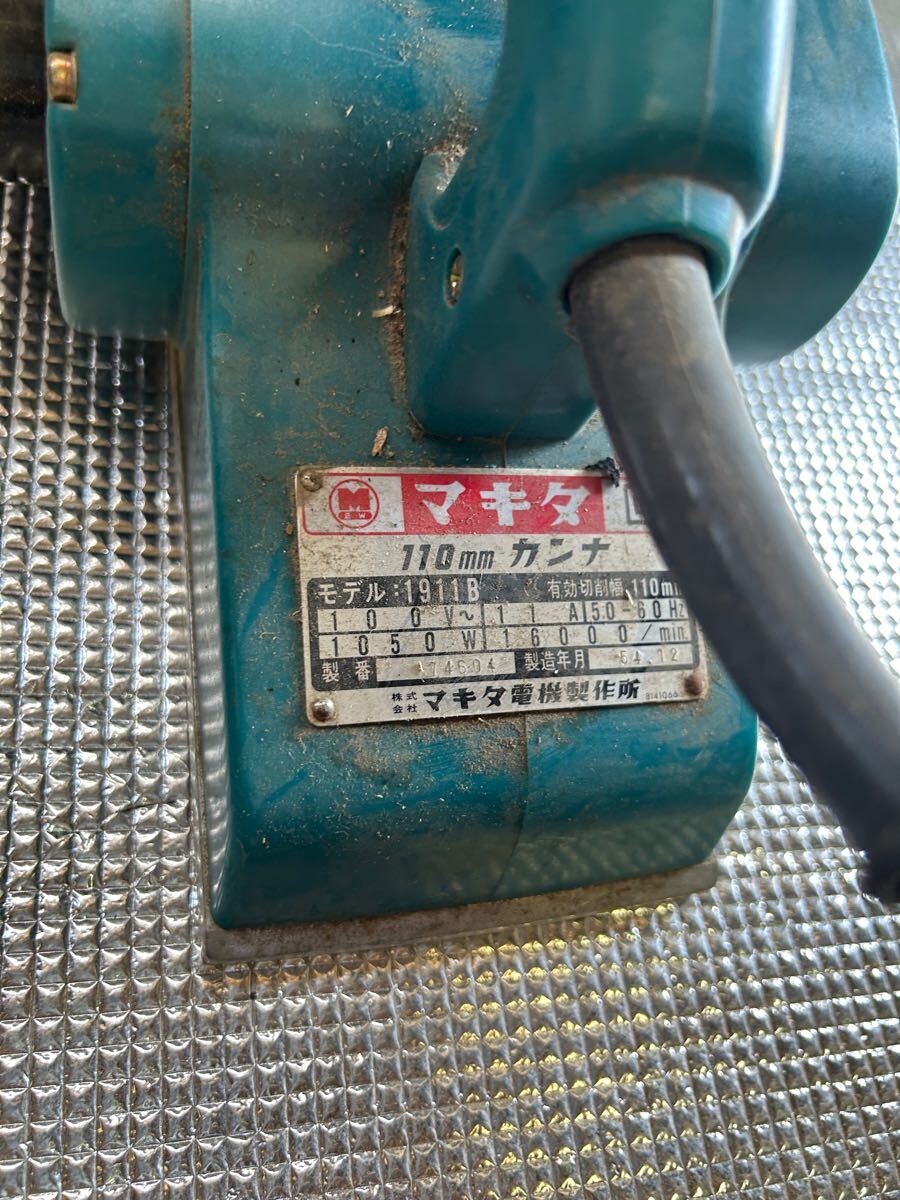 M マキタ
110mm カンナ
モデル:1911B 有効切削幅 110mm
100V~ 11A 50-60Hz
1050W 16000/min.
製番 174604 製造年月 54.12
株式会社 マキタ電機製作所 8141066